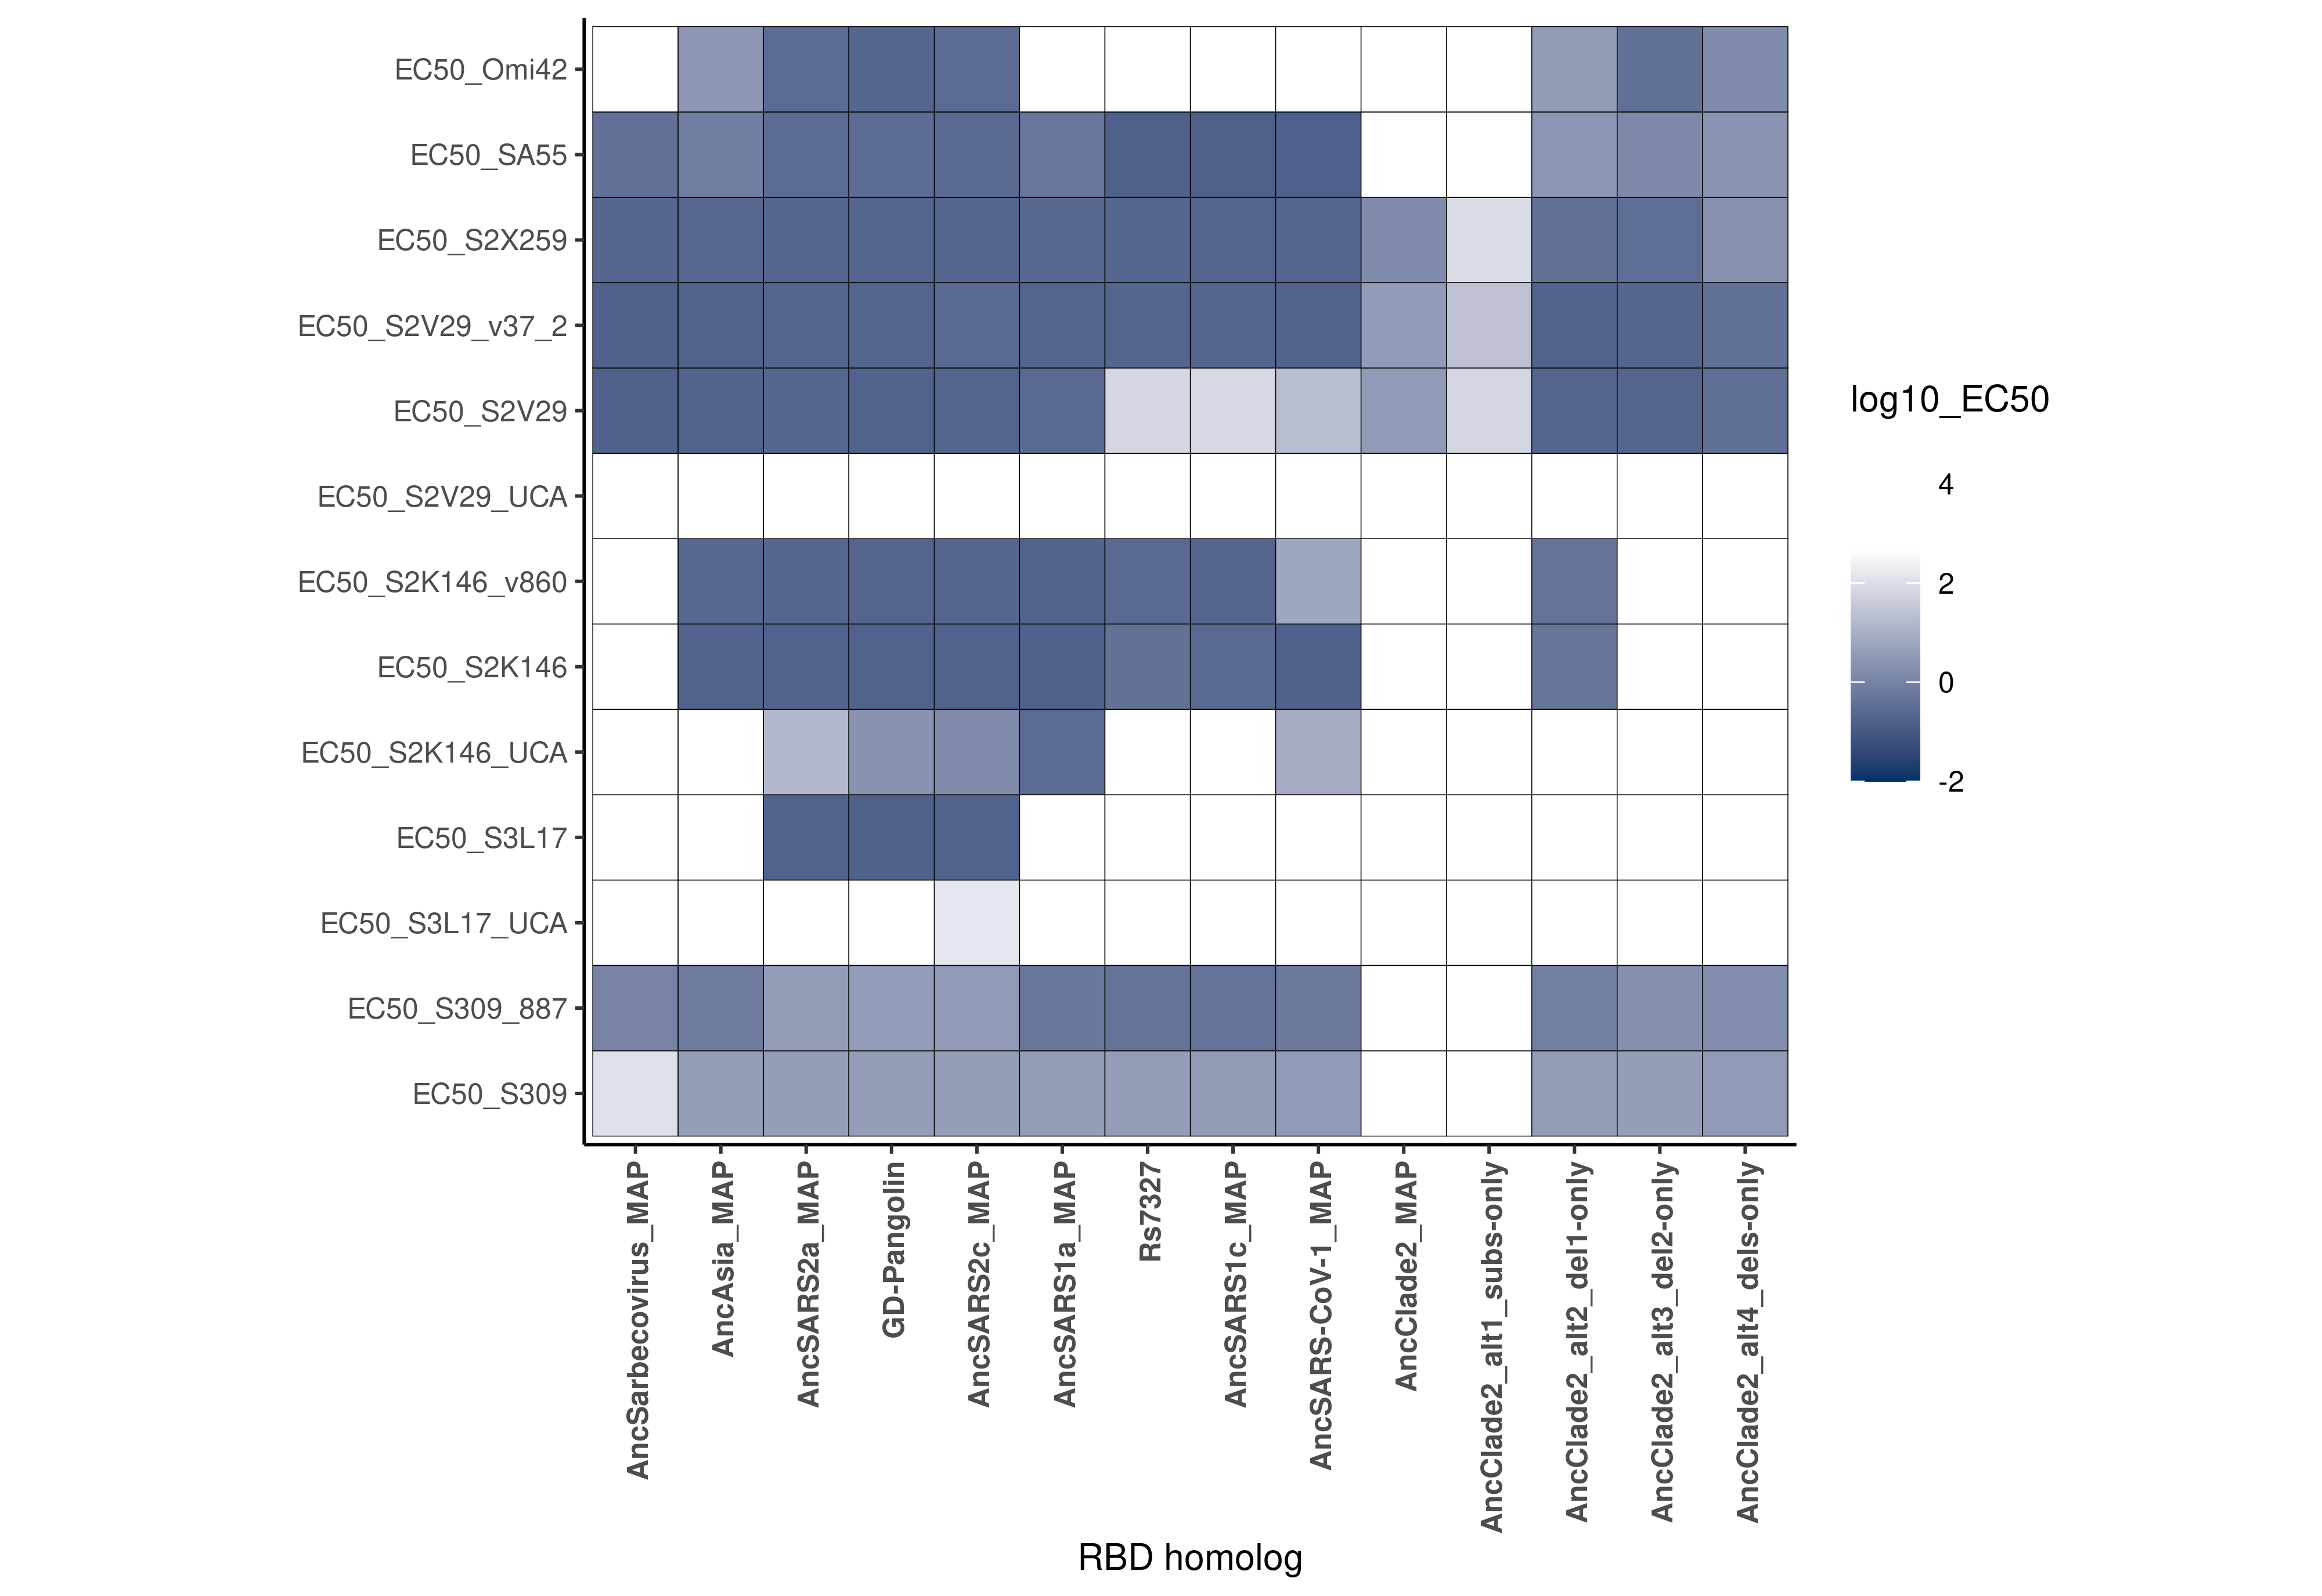 EC50_Omi42
EC50_SA55
EC50_S2X259
EC50_S2V29_v37_2
EC50_S2V29
EC50_S2V29_UCA
EC50_S2K146_v860
EC50_S2K146
EC50_S2K146_UCA
EC50_S3L17
EC50_S3L17_UCA
EC50_S309_887
EC50_S309
AncSarbecovirus_MAP
AncAsia_MAP
AncSARS2a_MAP
GD-Pangolin
AncSARS2c_MAP
AncSARS1a_MAP
Rs7327
AncSARS1c_MAP
AncSARS-CoV-1_MAP
AncClade2_MAP
AncClade2_alt1_subs-only
AncClade2_alt2_del1-only
AncClade2_alt3_del2-only
AncClade2_alt4_dels-only
RBD homolog
log10_EC50
4
2
0
-2